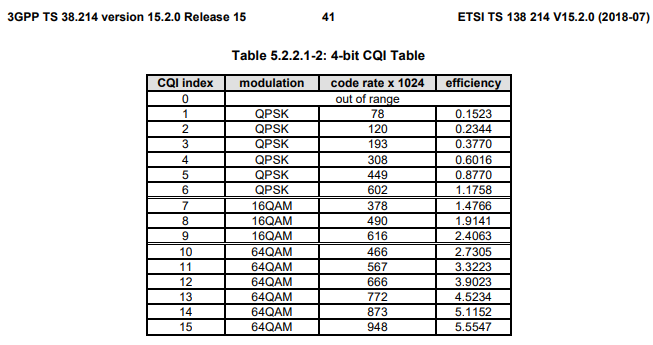 3GPP TS 38.214 version 15.2.0 Release 15 41 ETSI TS 138 214 V15.2.0 (2018-07)
Table 5.2.2.1-2: 4-bit CQI Table
CQI index modulation code rate x 1024 efficiency
0 out of range
1 QPSK 78 0.1523
2 QPSK 120 0.2344
3 QPSK 193 0.3770
4 QPSK 308 0.6016
5 QPSK 449 0.8770
6 QPSK 602 1.1758
7 16QAM 378 1.4766
8 16QAM 490 1.9141
9 16QAM 616 2.4063
10 64QAM 466 2.7305
11 64QAM 567 3.3223
12 64QAM 666 3.9023
13 64QAM 772 4.5234
14 64QAM 873 5.1152
15 64QAM 948 5.5547